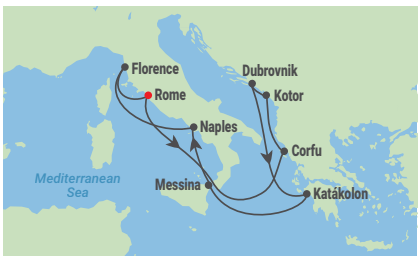 Florence
Rome
Dubrovnik
Kotor
Naples
Corfu
Mediterranean
Sea
Messina
Katákolon